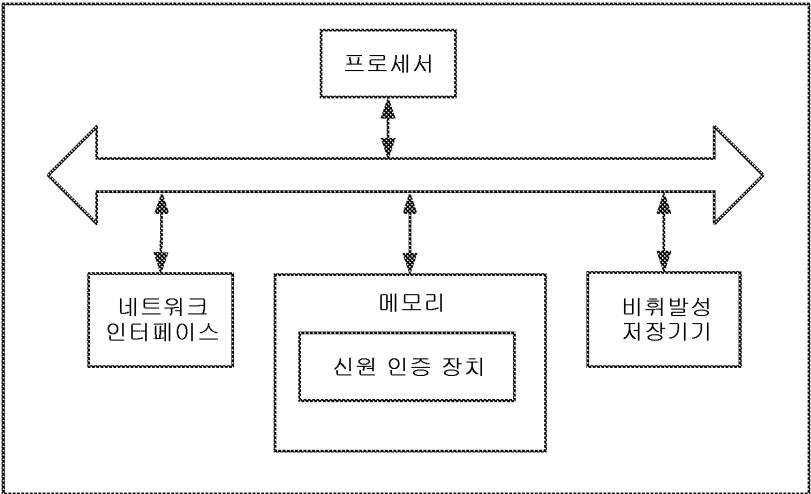 프로세서
네트워크
인터페이스
메모리
신원 인증 장치
비휘발성
저장기기